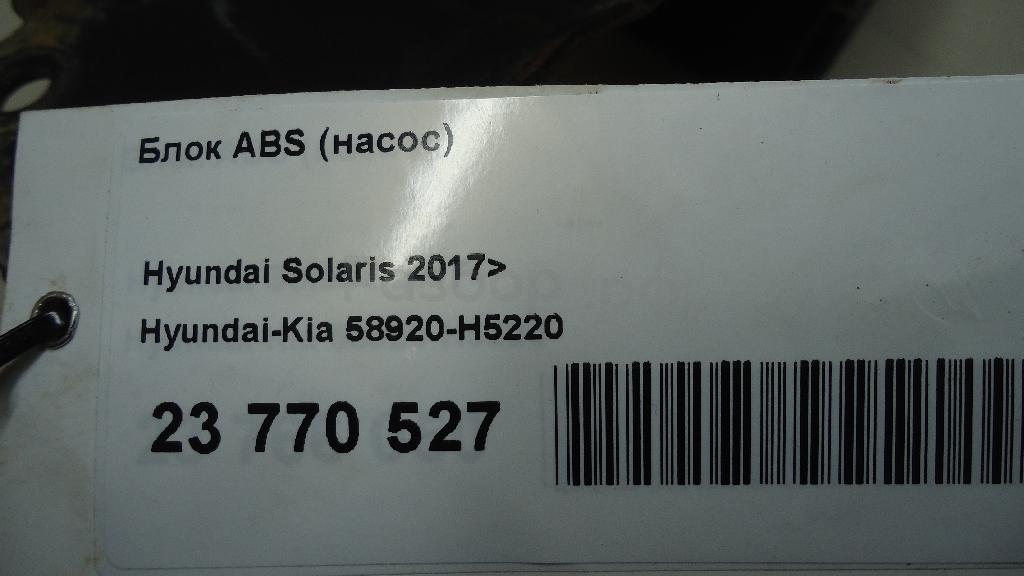 Блок ABS (насос)
Hyundai Solaris 2017>
Hyundai-Kia 58920-H5220
23 770 527